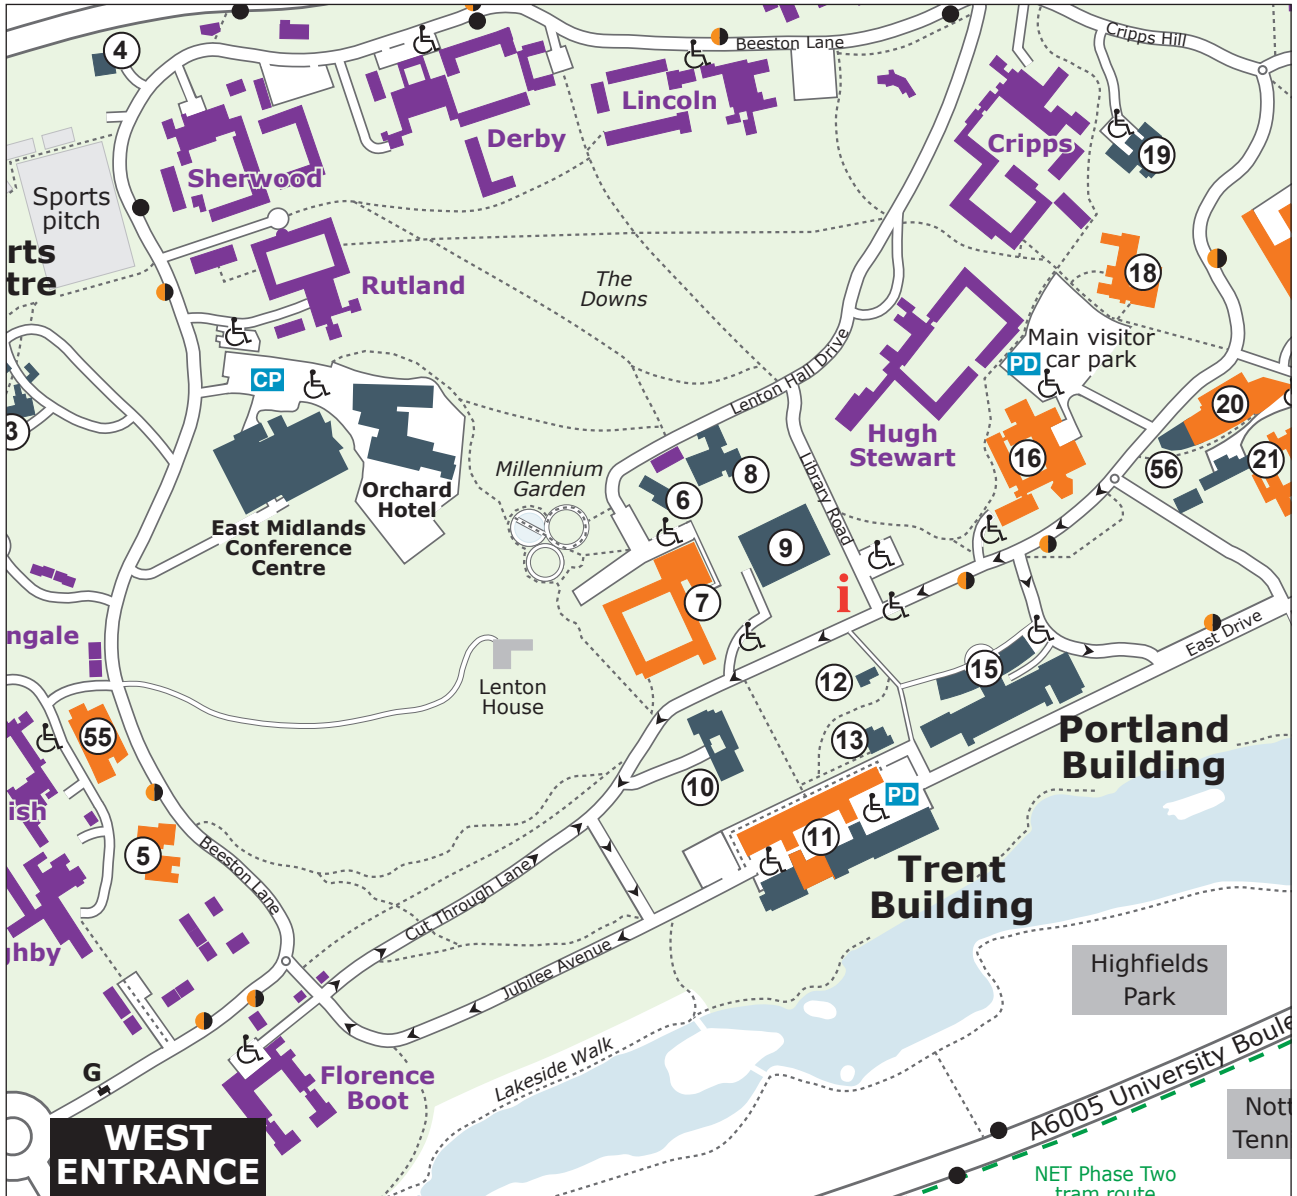 4
Beeston Lane
Cripps Hill
Lincoln
Derby
Cripps
19
Sherwood
Sports
pitch
rts
tre
Rutland
The
Downs
18
Main visitor
car park
PD
CP
Lenton Hall Drive
20
3
Hugh
Stewart
16
56
21
Orchard
Hotel
Millennium
Garden
8
6
Library Road
East Midlands
Conference
Centre
9
i
7
ngale
East Drive
Lenton
House
12
15
55
13
Portland
Building
10
PD
ish
11
5
Beeston Lane
Trent
Building
Cut Through Lane
ghby
Jubilee Avenue
Highfields
Park
Lakeside Walk
G
Florence
Boot
A6005 University Boule
Nott
Tenn
WEST
ENTRANCE
NET Phase Two
tram route